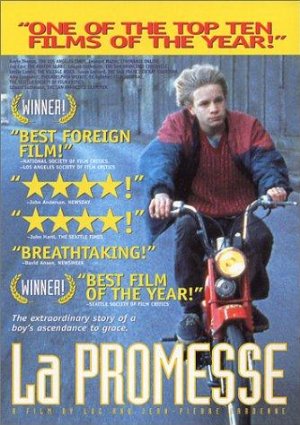 "ONE OF THE TOP TEN
FILMS OF THE YEAR!"
WINNER!
"BEST FOREIGN
FILM!"
-NATIONAL SOCIETY OF FILM CRITICS
-LOS ANGELES SOCIETY OF FILM CRITICS
"★★★★!"
-John Anderson, NEWSDAY
"★★★★!"
-John Hartl, THE SEATTLE TIMES
"BREATHTAKING!"
-David Ansen, NEWSWEEK
WINNER!
"BEST FILM
OF THE YEAR!"
-SEATTLE SOCIETY OF FILM CRITICS
The extraordinary story of a
boy's ascendance to grace.
La PROMESSE
A FILM BY LUC AND JEAN-PIERRE DARDENNE